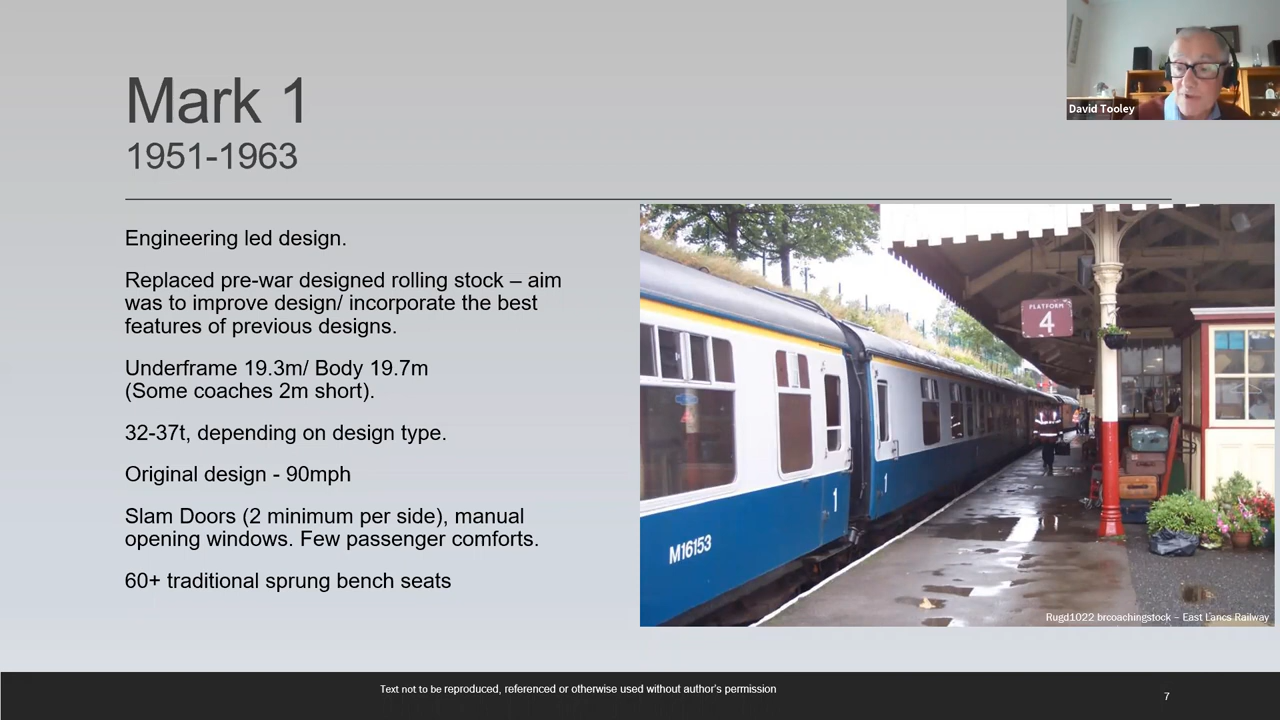 Mark 1
1951-1963
David Tooley
Engineering led design.
Replaced pre-war designed rolling stock – aim
was to improve design/ incorporate the best
features of previous designs.
Underframe 19.3m/ Body 19.7m
(Some coaches 2m short).
32-37t, depending on design type.
Original design - 90mph
Slam Doors (2 minimum per side), manual
opening windows. Few passenger comforts.
60+ traditional sprung bench seats
PLATFORM
4
1
1
M16153
Rugd1022 brcoachingstock – East Lancs Railway
Text not to be reproduced, referenced or otherwise used without author's permission
7